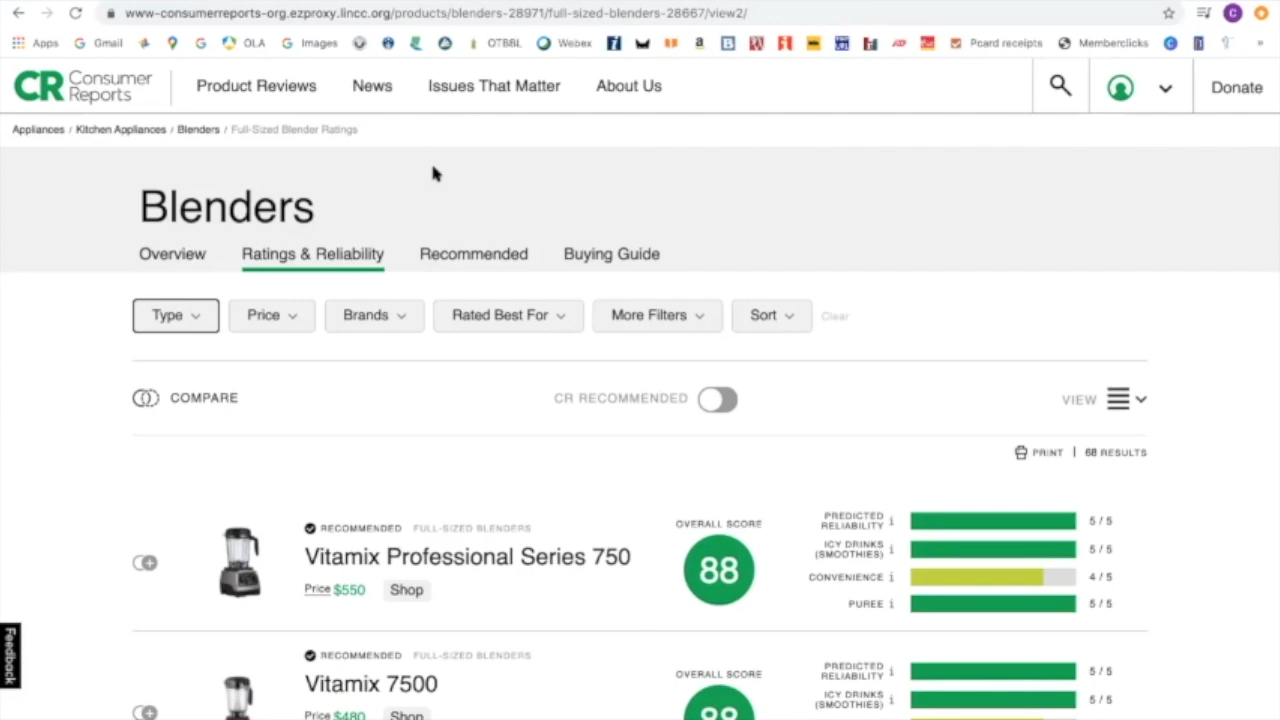 www-consumerreports-org.ezproxy.lincc.org/products/blenders-28971/full-sized-blenders-28667/view2/
C
Apps Gmail OLA Images OTBBL Webex Pcard receipts Memberclicks »
CR Consumer Reports
Product Reviews News Issues That Matter About Us Donate
Appliances / Kitchen Appliances / Blenders / Full-Sized Blender Ratings
Blenders
Overview Ratings & Reliability Recommended Buying Guide
Type Price Brands Rated Best For More Filters Sort Clear
COMPARE CR RECOMMENDED VIEW
PRINT | 68 RESULTS
RECOMMENDED FULL-SIZED BLENDERS
Vitamix Professional Series 750
Price $550 Shop
OVERALL SCORE
88
PREDICTED RELIABILITY i 5 / 5
ICY DRINKS (SMOOTHIES) i 5 / 5
CONVENIENCE i 4 / 5
PUREE i 5 / 5
RECOMMENDED FULL-SIZED BLENDERS
Vitamix 7500
Price $480 Shop
OVERALL SCORE
88
PREDICTED RELIABILITY i 5 / 5
ICY DRINKS (SMOOTHIES) i 5 / 5
Feedback